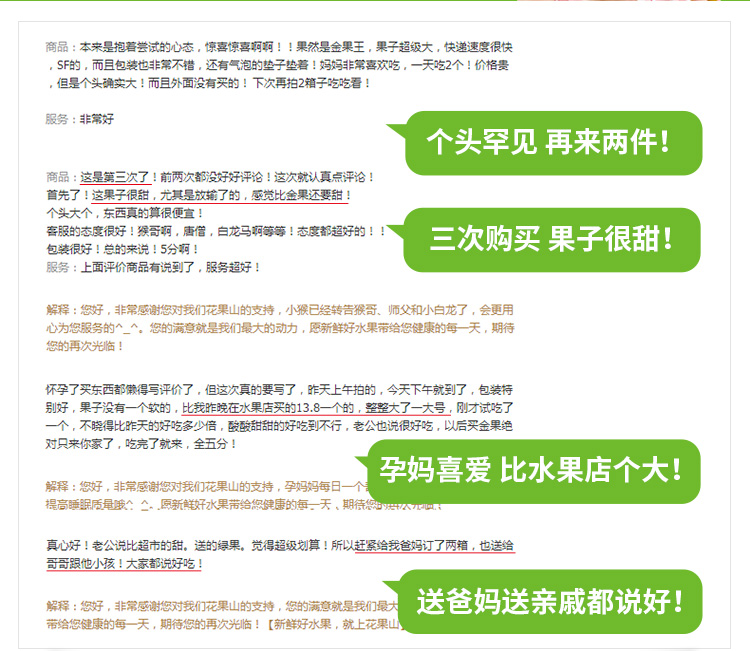 商品：本来是抱着尝试的心态，惊喜惊喜啊啊！！果然是金果王，果子超级大，快递速度很快
，SF的，而且包装也非常不错，还有气泡的垫子垫着！妈妈非常喜欢吃，一天吃2个！价格贵
，但是个头确实大！而且外面没有买的！下次再拍2箱子吃吃看！
服务：非常好
个头罕见 再来两件！
商品：这是第三次了！前两次都没好好评论！这次就认真点评论！
首先了！这果子很甜，尤其是放输了的，感觉比金果还要甜！
个头大个，东西真的算很便宜！
客服的态度很好！猴哥啊，唐僧，白龙马啊等等！态度都超好的！！
包装很好！总的来说！5分啊！
服务：上面评价商品有说到了，服务超好！
三次购买 果子很甜！
解释：您好，非常感谢您对我们花果山的支持，小猴已经转告猴哥、师父和小白龙了，会更用
心为您服务的^_^。您的满意就是我们最大的动力，愿新鲜好水果带给您健康的每一天，期待
您的再次光临！
怀孕了买东西都懒得写评价了，但这次真的要写了，昨天上午拍的，今天下午就到了，包装特
别好，果子没有一个软的，比我昨晚在水果店买的13.8一个的，整整大了一大号，刚才试吃了
一个，不晓得比昨天的好吃多少倍，酸酸甜甜的好吃到不行，老公也说很好吃，以后买金果绝
对只来你家了，吃完了就来，全五分！
孕妈喜爱 比水果店个大！
解释：您好，非常感谢您对我们花果山的支持，孕妈妈每日一个
提高睡眠质量哦^_^。愿新鲜好水果带给您健康的每一天，期待您的再次光临！
真心好！老公说比超市的甜。送的绿果。觉得超级划算！所以赶紧给我爸妈订了两箱，也送给
哥哥跟他小孩！大家都说好吃！
送爸妈送亲戚都说好！
解释：您好，非常感谢您对我们花果山的支持，您的满意就是我们最大
带给您健康的每一天，期待您的再次光临！【新鲜好水果，就上花果山